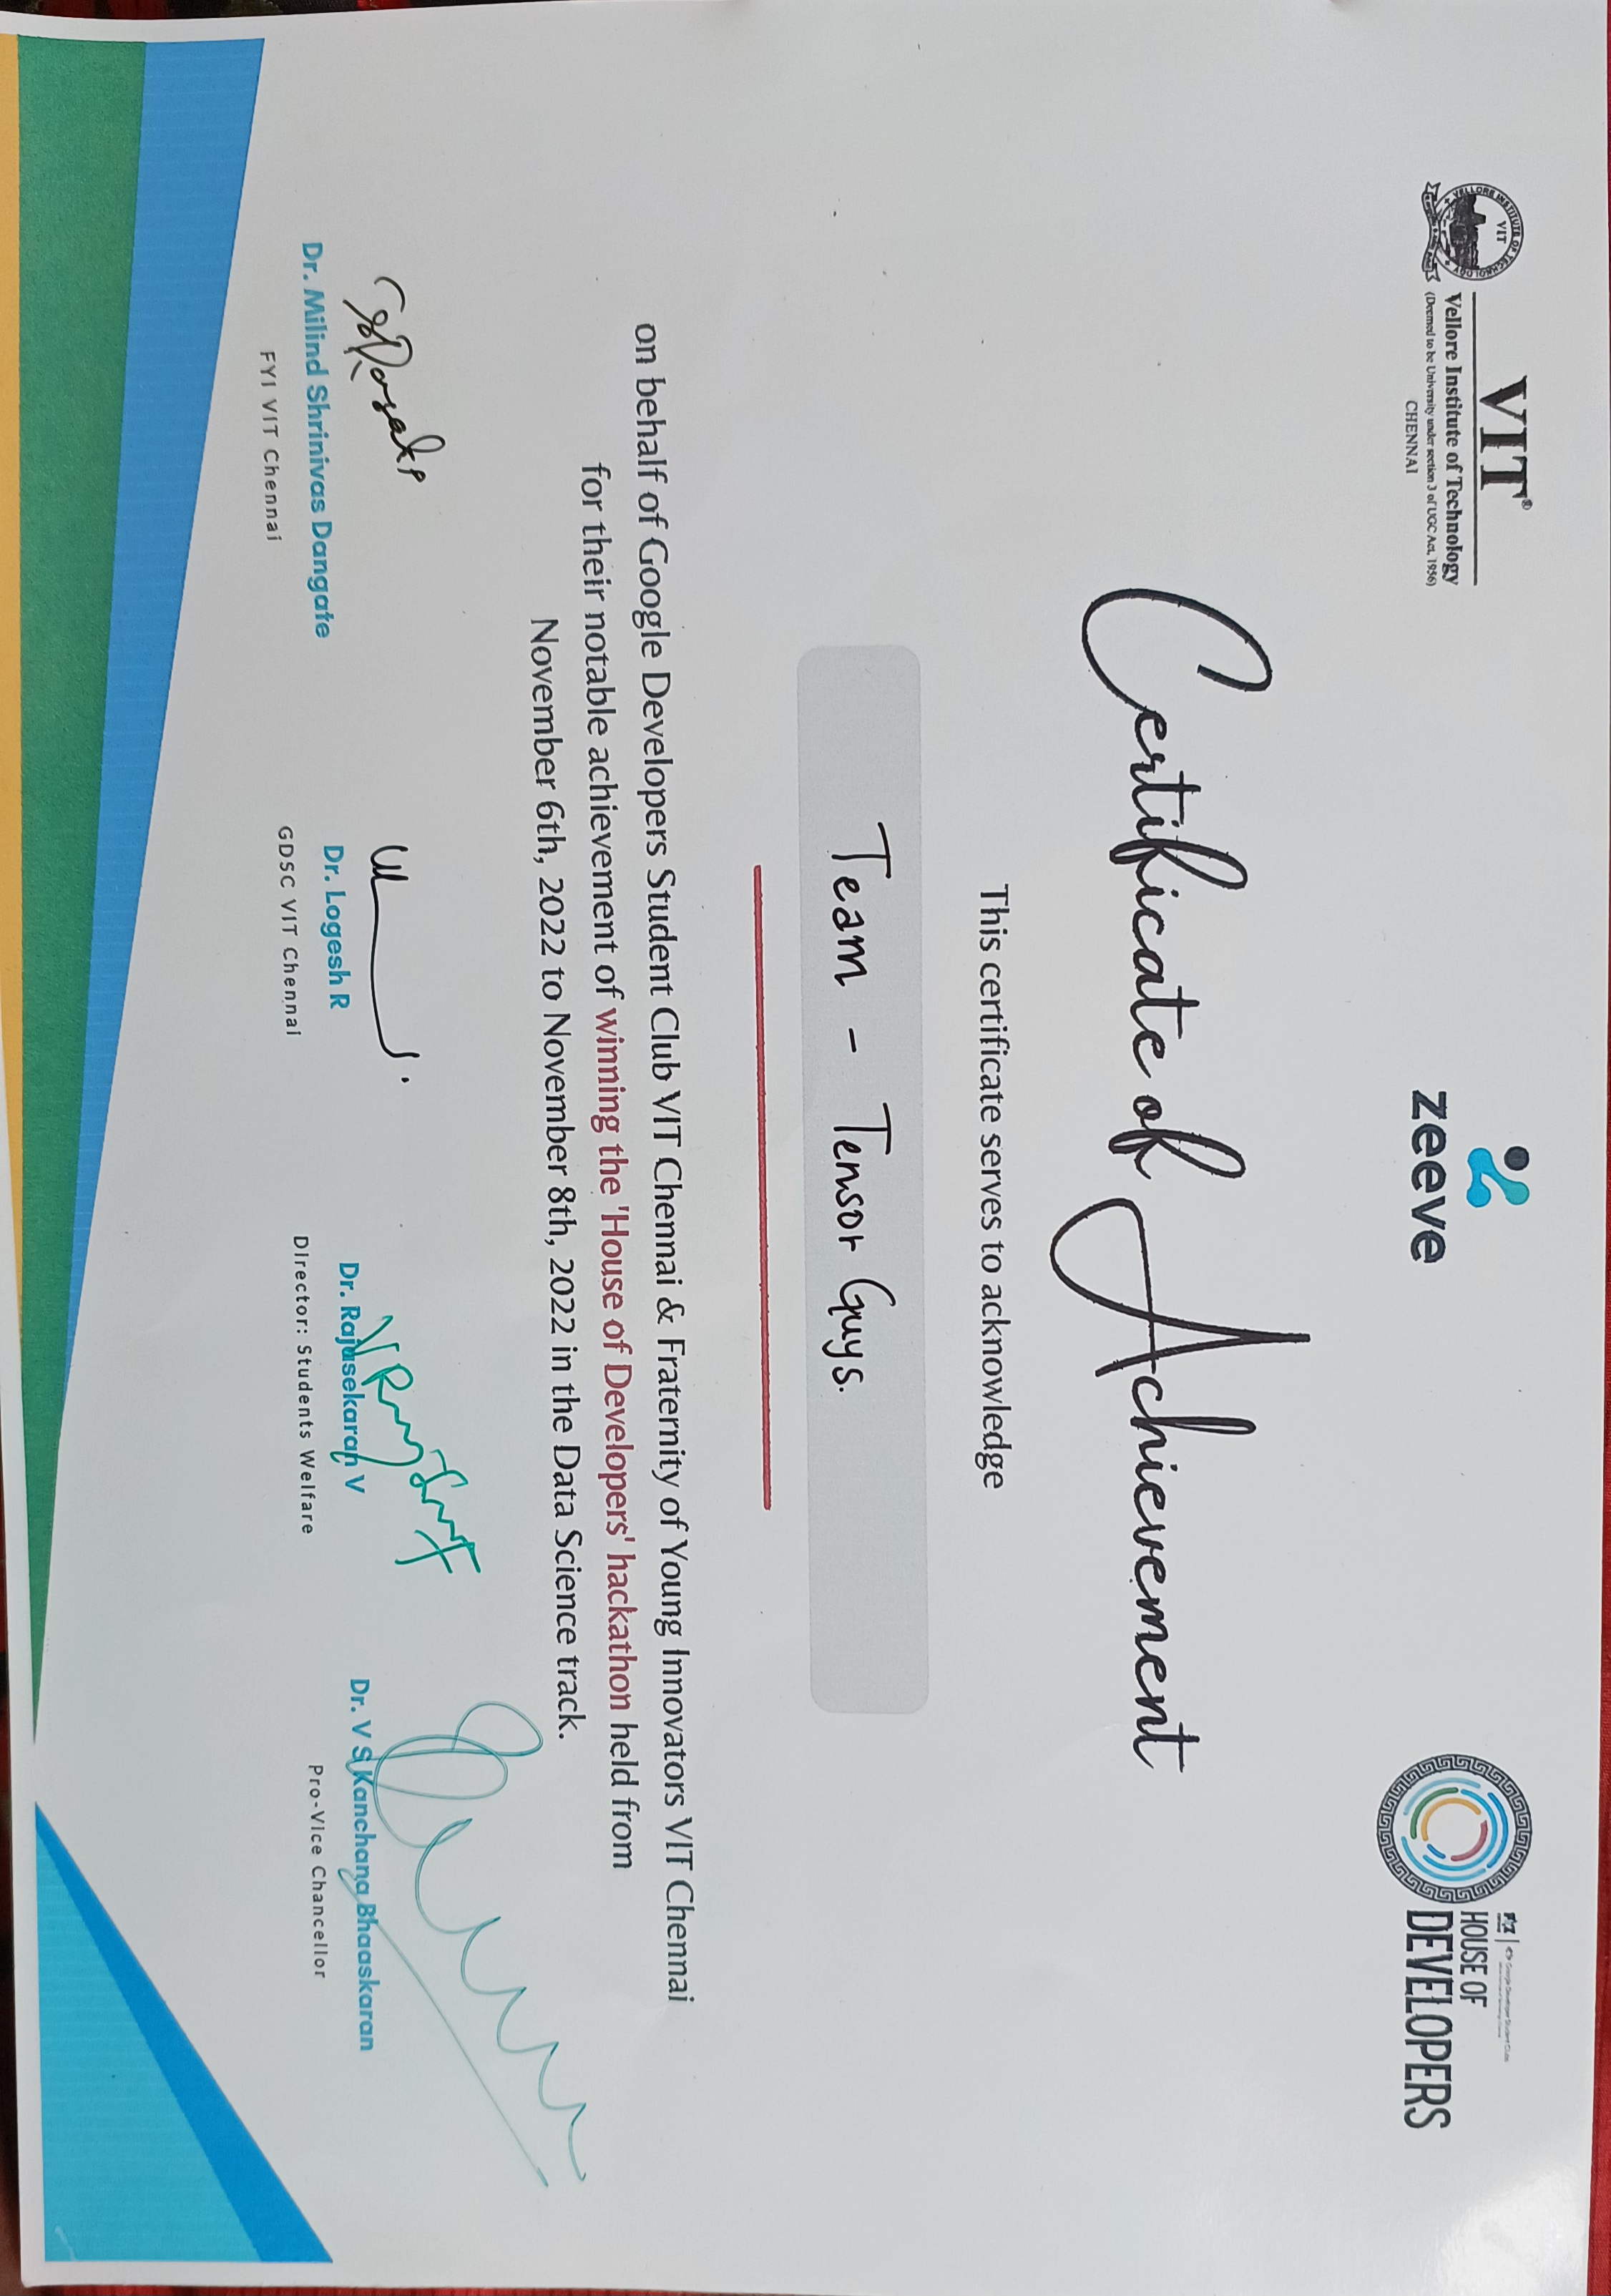 VIT®
Vellore Institute of Technology
(Deemed to be University under section 3 of UGC Act, 1956)
CHENNAI
zeeve
HOUSE OF
DEVELOPERS
Certificate of Achievement
This certificate serves to acknowledge
Team - Tensor Guys.
on behalf of Google Developers Student Club VIT Chennai & Fraternity of Young Innovators VIT Chennai
for their notable achievement of winning the 'House of Developers' hackathon held from
November 6th, 2022 to November 8th, 2022 in the Data Science track.
Dr. Milind Shrinivas Dangate
FYI VIT Chennai
Dr. Logesh R
GDSC VIT Chennai
Dr. Rajasekaran V
Director: Students Welfare
Dr. V S Kanchana Bhaaskaran
Pro-Vice Chancellor